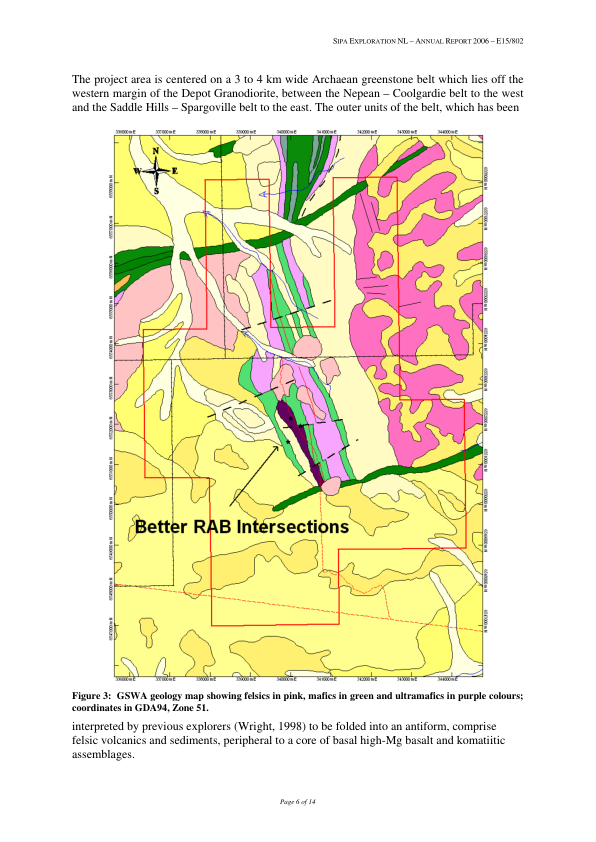 SIPA EXPLORATION NL – ANNUAL REPORT 2006 – E15/802
The project area is centered on a 3 to 4 km wide Archaean greenstone belt which lies off the
western margin of the Depot Granodiorite, between the Nepean – Coolgardie belt to the west
and the Saddle Hills – Spargoville belt to the east. The outer units of the belt, which has been
N
W E
S
Better RAB Intersections
Figure 3: GSWA geology map showing felsics in pink, mafics in green and ultramafics in purple colours;
coordinates in GDA94, Zone 51.
interpreted by previous explorers (Wright, 1998) to be folded into an antiform, comprise
felsic volcanics and sediments, peripheral to a core of basal high-Mg basalt and komatiitic
assemblages.
Page 6 of 14